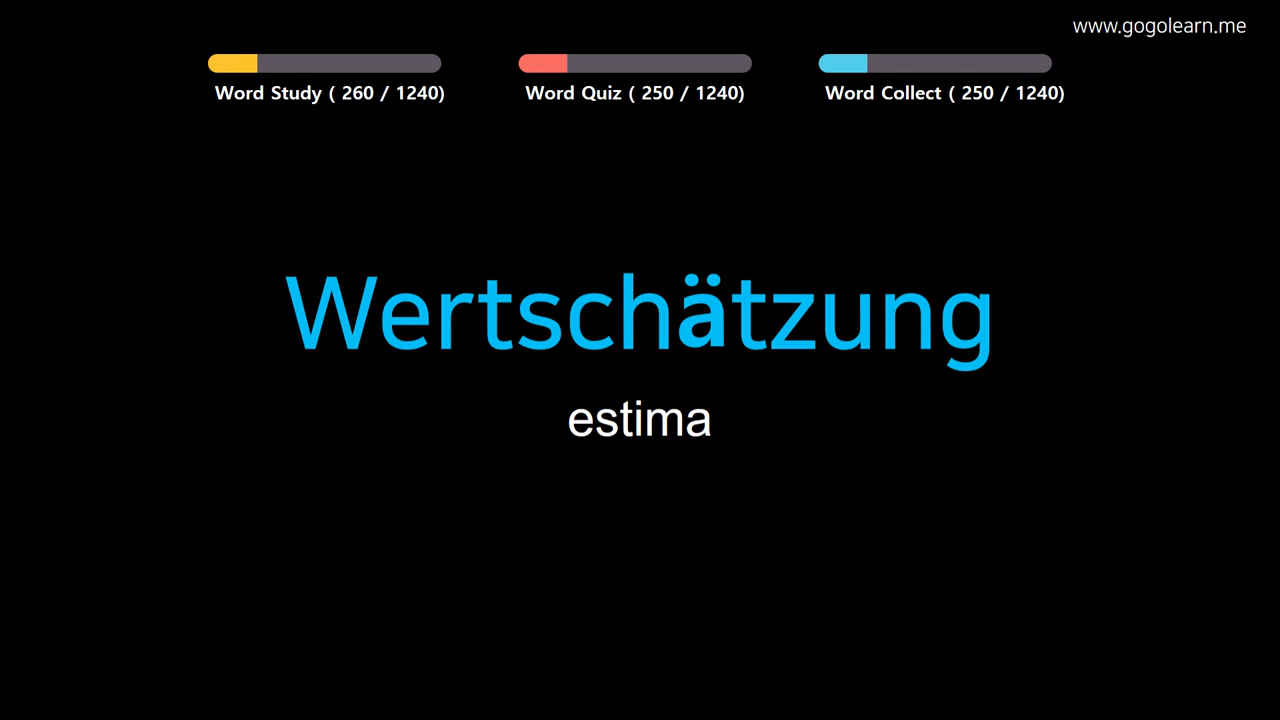 www.gogolearn.me
Word Study ( 260 / 1240)
Word Quiz ( 250 / 1240)
Word Collect ( 250 / 1240)
Wertschätzung
estima